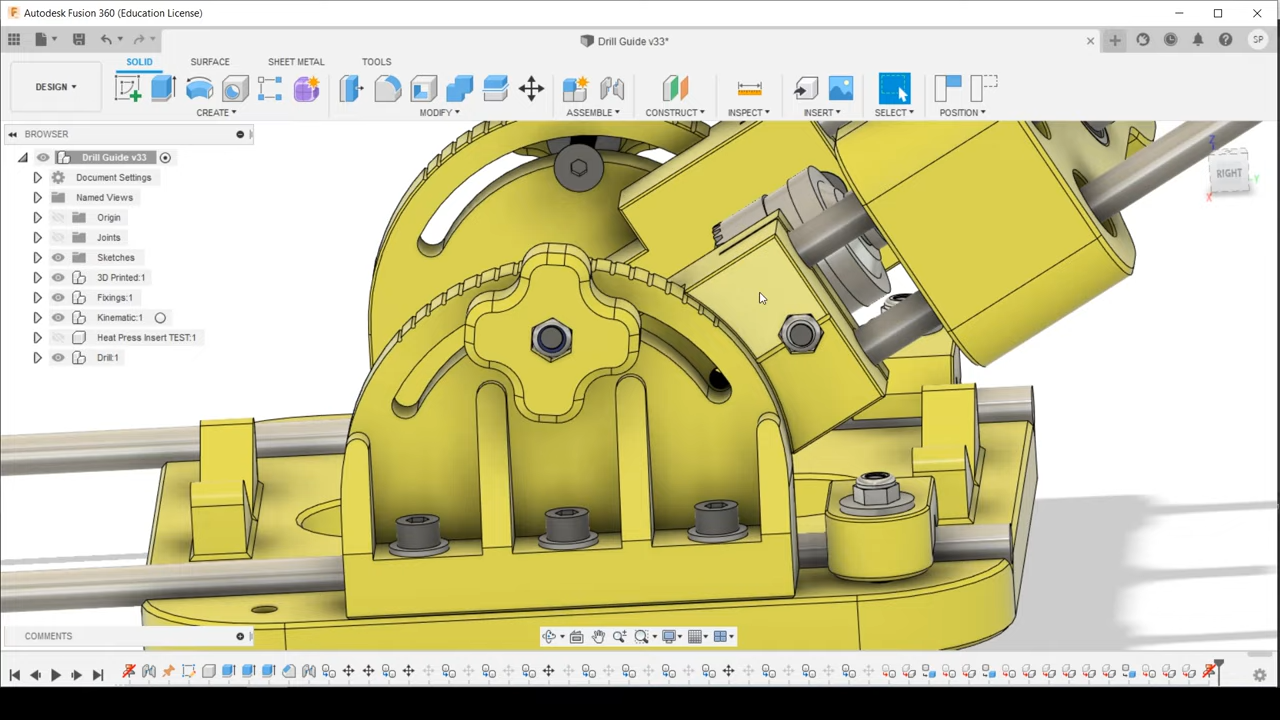 Autodesk Fusion 360 (Education License)
Drill Guide v33*
SP
DESIGN
SOLID
SURFACE
SHEET METAL
TOOLS
CREATE
MODIFY
ASSEMBLE
CONSTRUCT
INSPECT
INSERT
SELECT
POSITION
BROWSER
Drill Guide v33
Document Settings
Named Views
Origin
Joints
Sketches
3D Printed:1
Fixings:1
Kinematic:1
Heat Press Insert TEST:1
Drill:1
Z
RIGHT
Y
X
COMMENTS